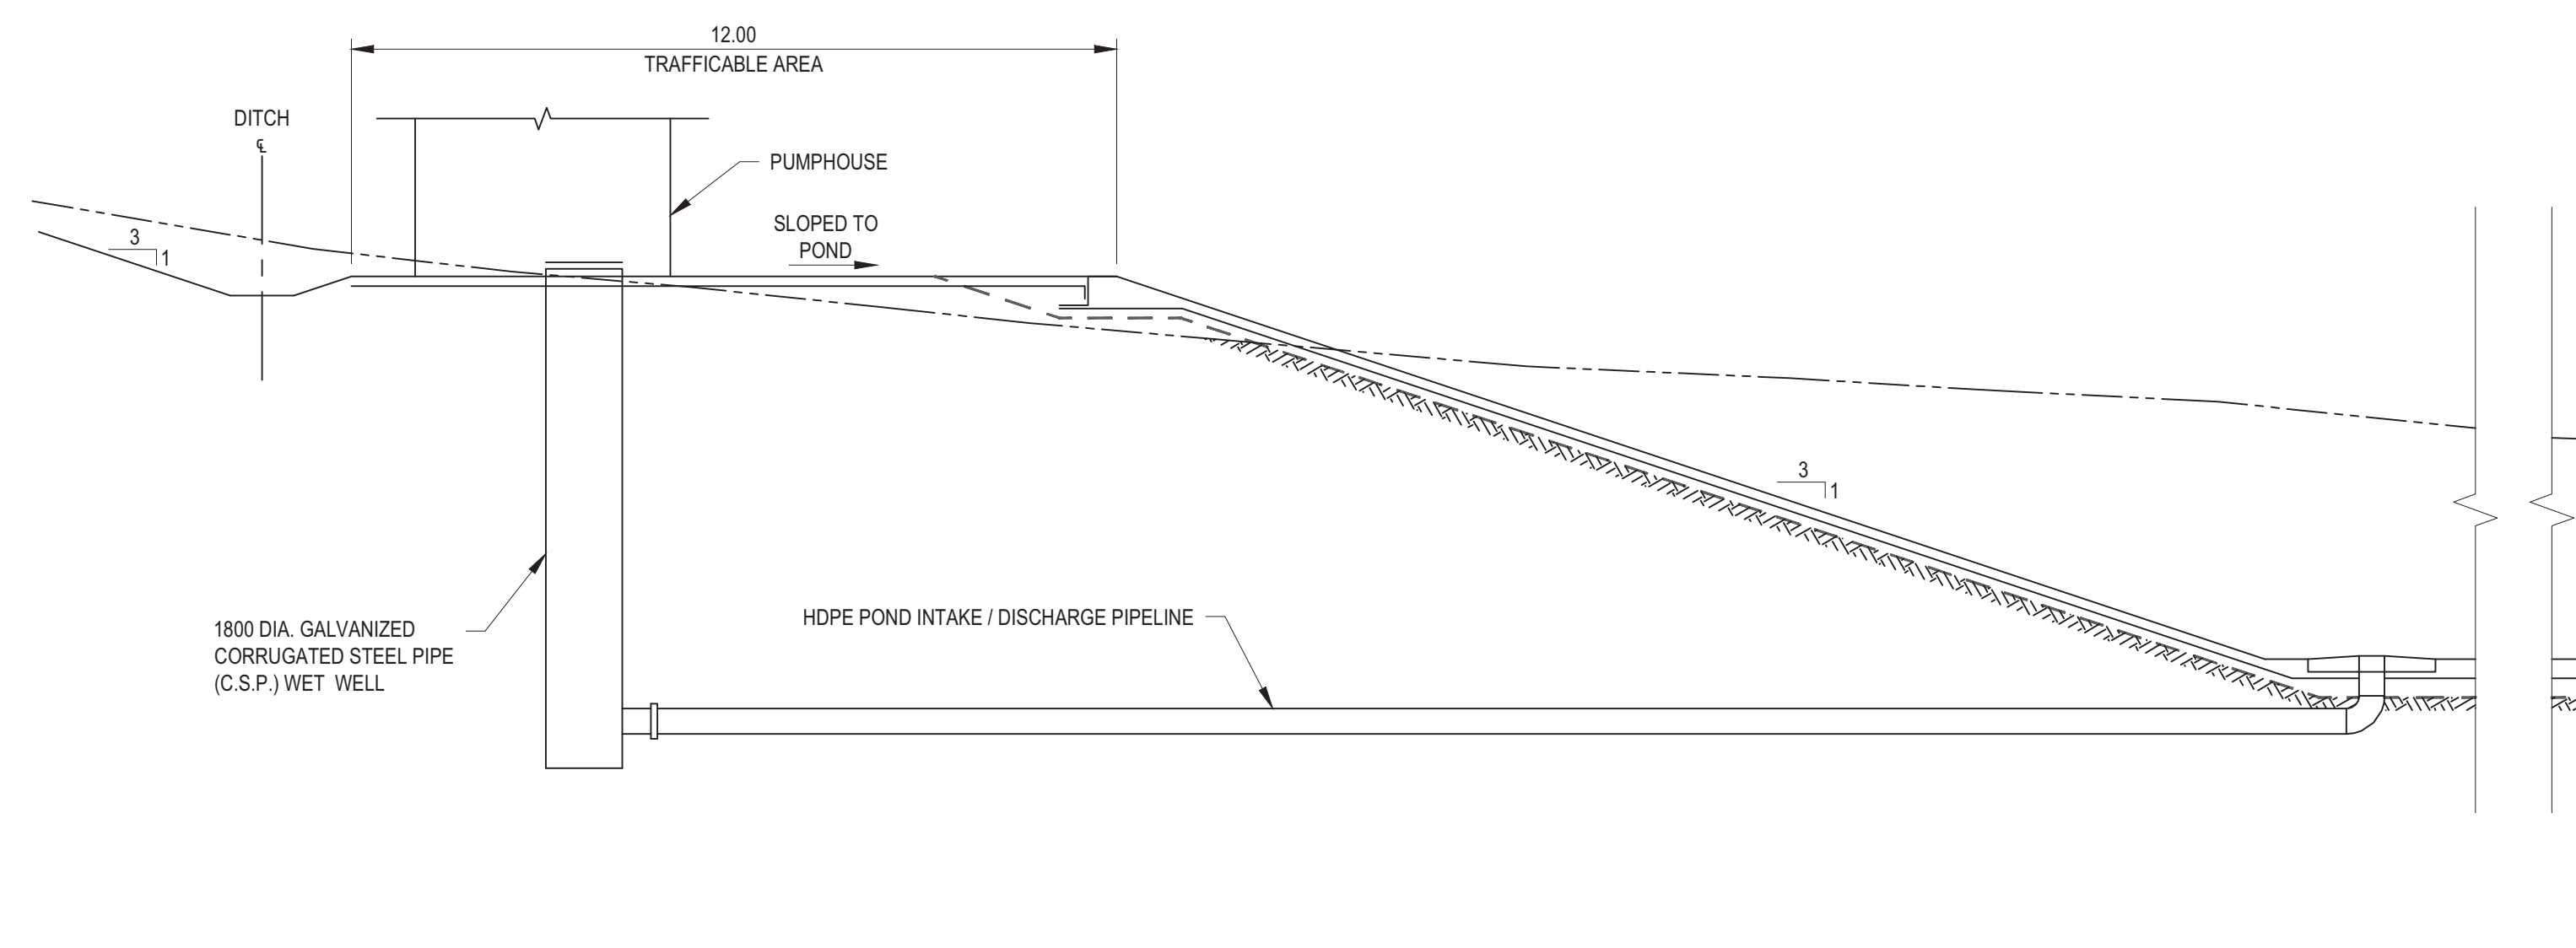 12.00
TRAFFICABLE AREA
DITCH
℄
PUMPHOUSE
SLOPED TO
POND
3
1
3
1
HDPE POND INTAKE / DISCHARGE PIPELINE
1800 DIA. GALVANIZED
CORRUGATED STEEL PIPE
(C.S.P.) WET WELL